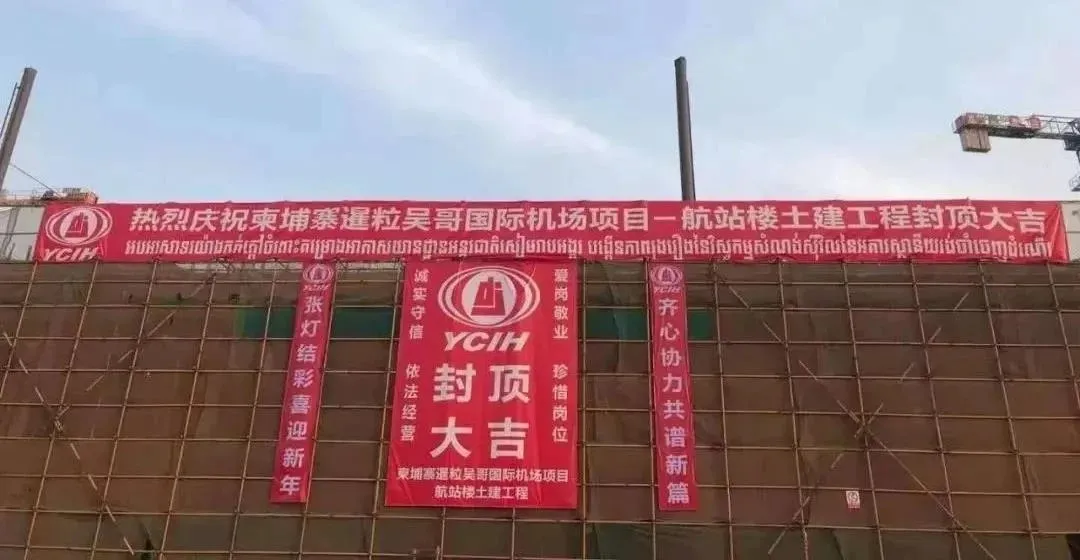 热烈庆祝柬埔寨暹粒吴哥国际机场项目-航站楼土建工程封顶大吉
YCIH
YCIH
张灯结彩喜迎新年
诚实守信 依法经营
YCIH
封顶
大吉
爱岗敬业 珍惜岗位
柬埔寨暹粒吴哥国际机场项目
航站楼土建工程
YCIH
齐心协力共谱新篇